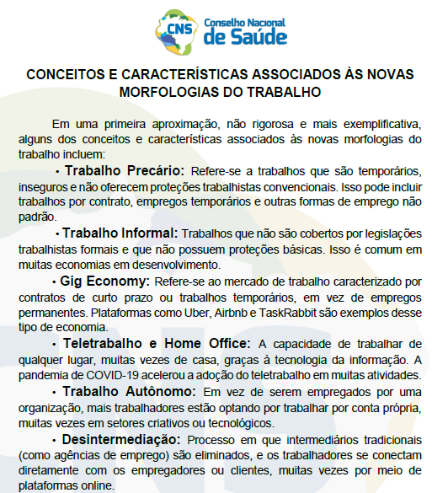 CNS
Conselho Nacional
de Saúde
CONCEITOS E CARACTERÍSTICAS ASSOCIADOS ÀS NOVAS
MORFOLOGIAS DO TRABALHO
Em uma primeira aproximação, não rigorosa e mais exemplificativa,
alguns dos conceitos e características associados às novas morfologias do
trabalho incluem:
• Trabalho Precário: Refere-se a trabalhos que são temporários,
inseguros e não oferecem proteções trabalhistas convencionais. Isso pode incluir
trabalhos por contrato, empregos temporários e outras formas de emprego não
padrão.
• Trabalho Informal: Trabalhos que não são cobertos por legislações
trabalhistas formais e que não possuem proteções básicas. Isso é comum em
muitas economias em desenvolvimento.
• Gig Economy: Refere-se ao mercado de trabalho caracterizado por
contratos de curto prazo ou trabalhos temporários, em vez de empregos
permanentes. Plataformas como Uber, Airbnb e TaskRabbit são exemplos desse
tipo de economia.
• Teletrabalho e Home Office: A capacidade de trabalhar de
qualquer lugar, muitas vezes de casa, graças à tecnologia da informação. A
pandemia de COVID-19 acelerou a adoção do teletrabalho em muitas atividades.
• Trabalho Autônomo: Em vez de serem empregados por uma
organização, mais trabalhadores estão optando por trabalhar por conta própria,
muitas vezes em setores criativos ou tecnológicos.
• Desintermediação: Processo em que intermediários tradicionais
(como agências de emprego) são eliminados, e os trabalhadores se conectam
diretamente com os empregadores ou clientes, muitas vezes por meio de
plataformas online.